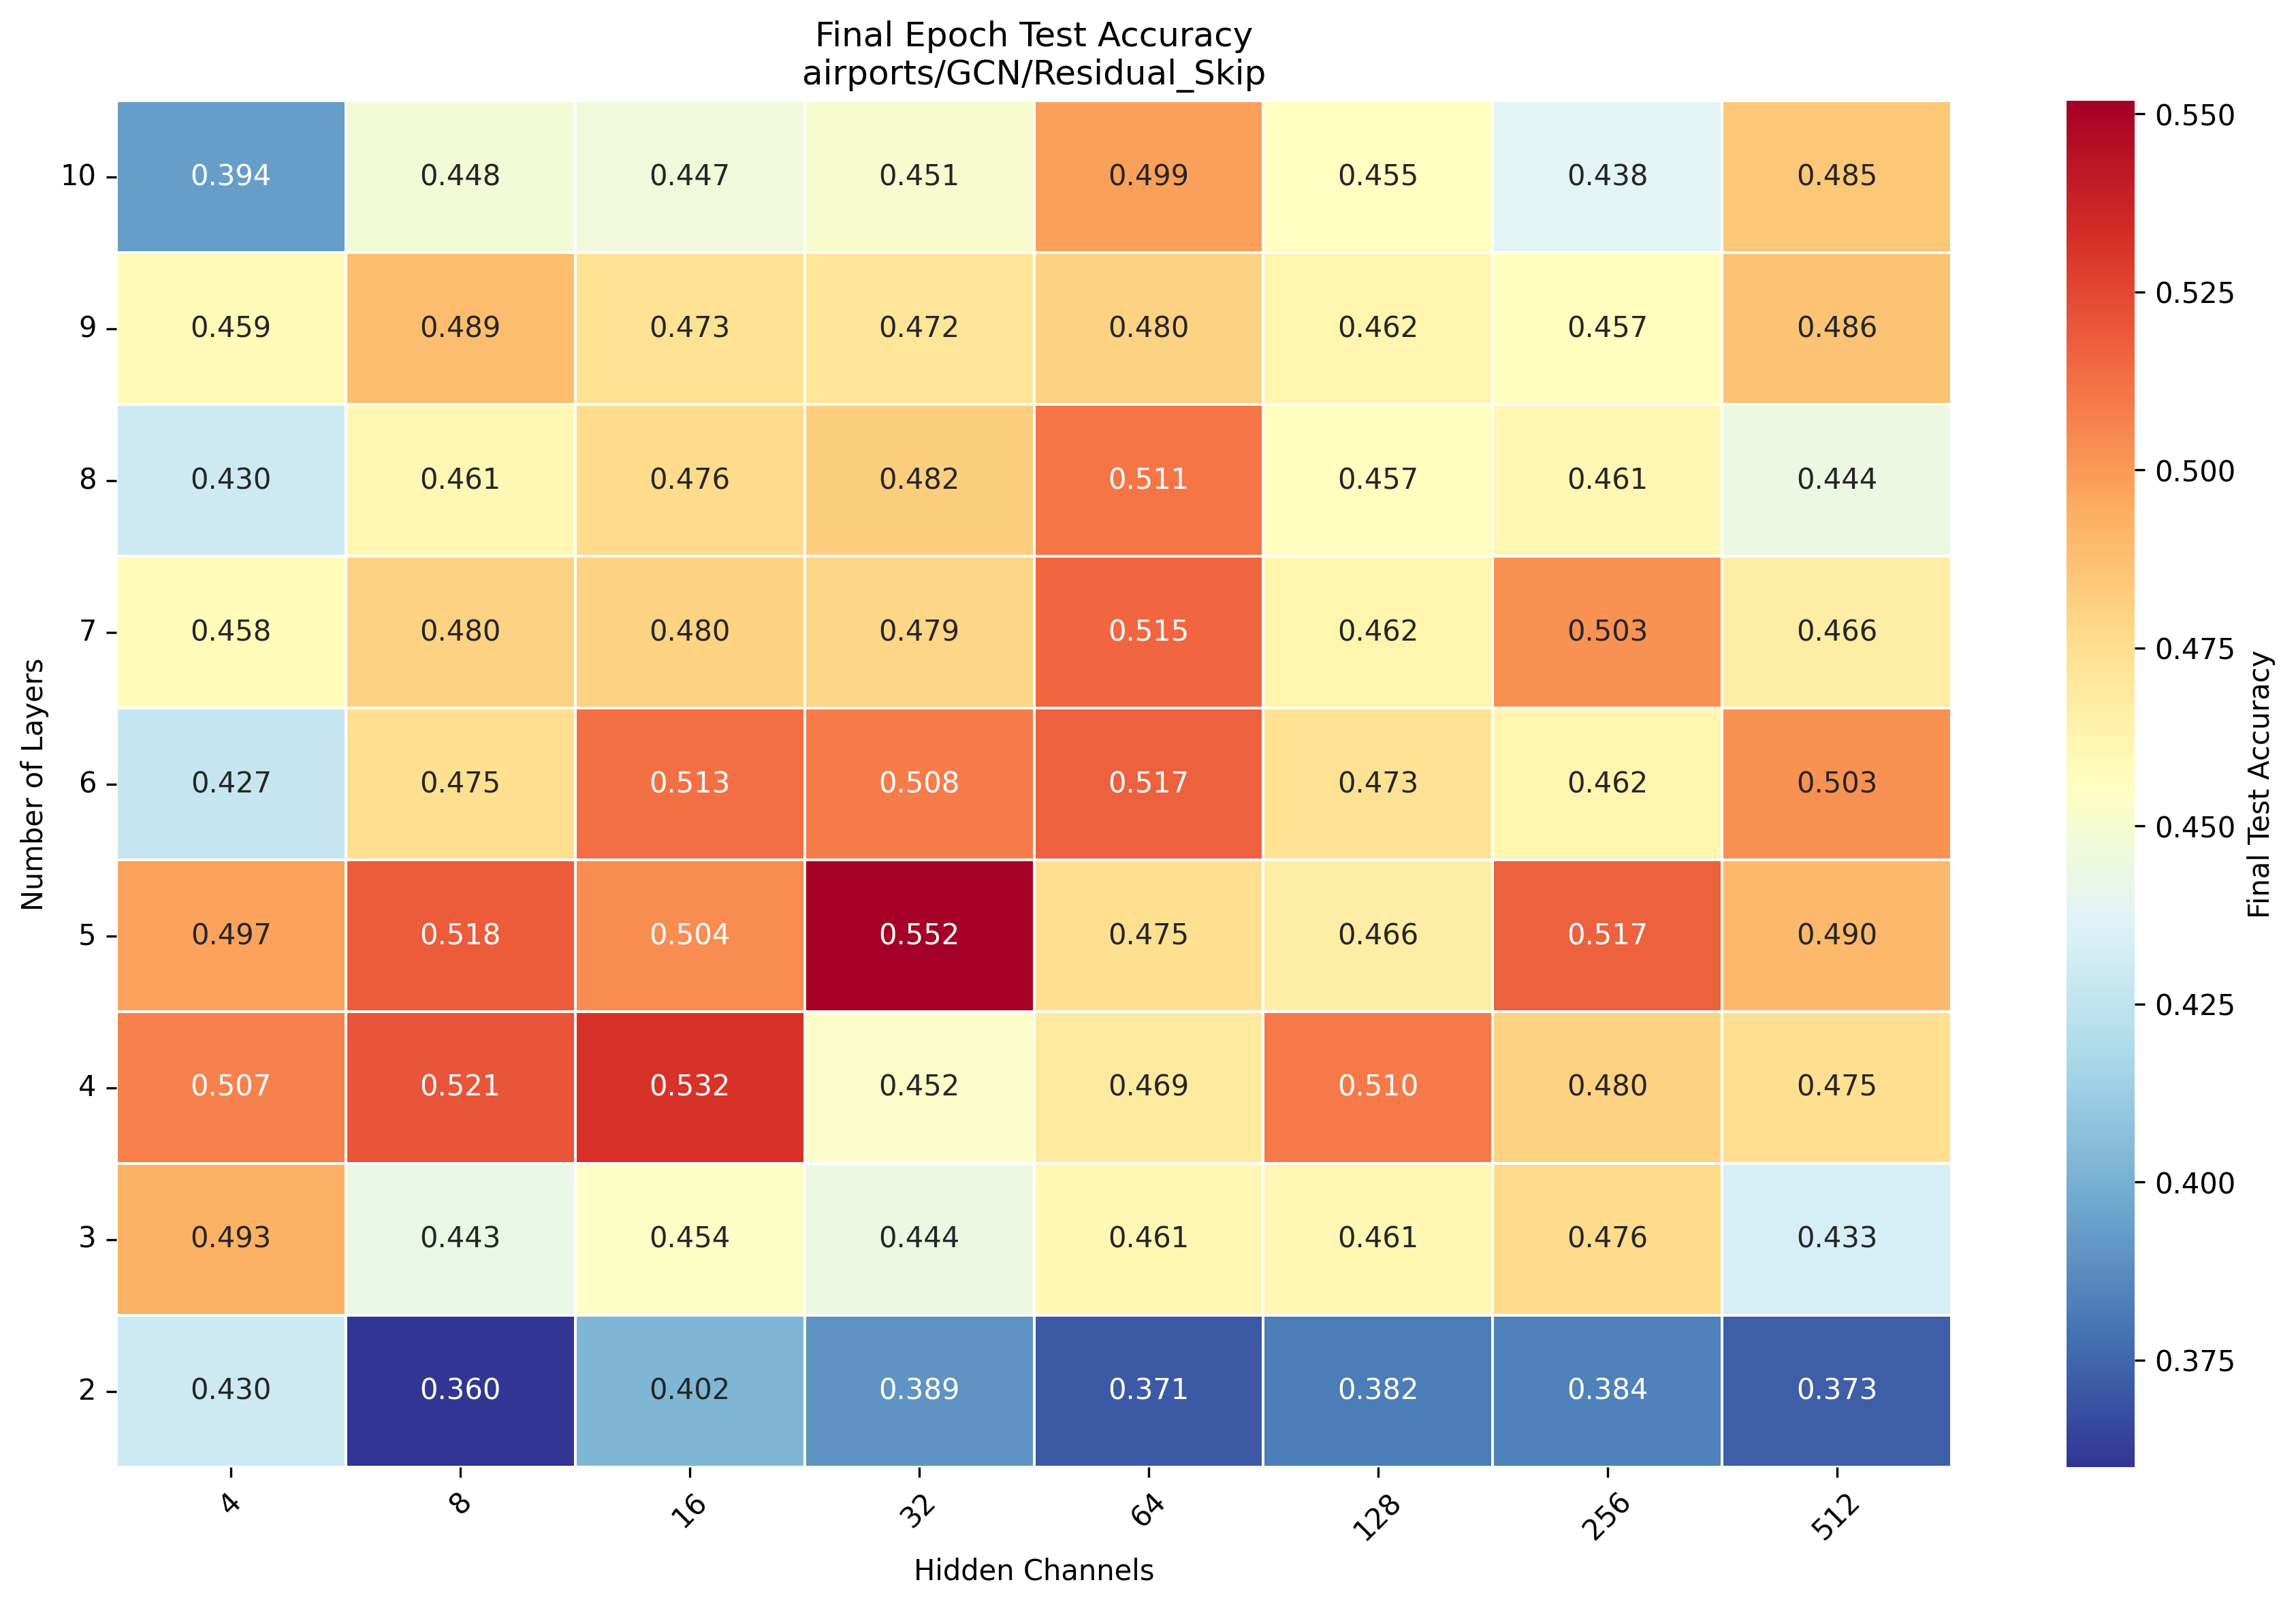 Final Epoch Test Accuracy
airports/GCN/Residual_Skip
10 0.394 0.448 0.447 0.451 0.499 0.455 0.438 0.485
9 0.459 0.489 0.473 0.472 0.480 0.462 0.457 0.486
8 0.430 0.461 0.476 0.482 0.511 0.457 0.461 0.444
7 0.458 0.480 0.480 0.479 0.515 0.462 0.503 0.466
6 0.427 0.475 0.513 0.508 0.517 0.473 0.462 0.503
5 0.497 0.518 0.504 0.552 0.475 0.466 0.517 0.490
4 0.507 0.521 0.532 0.452 0.469 0.510 0.480 0.475
3 0.493 0.443 0.454 0.444 0.461 0.461 0.476 0.433
2 0.430 0.360 0.402 0.389 0.371 0.382 0.384 0.373
4 8 16 32 64 128 256 512
Hidden Channels
Number of Layers
0.550
0.525
0.500
0.475
0.450
0.425
0.400
0.375
Final Test Accuracy